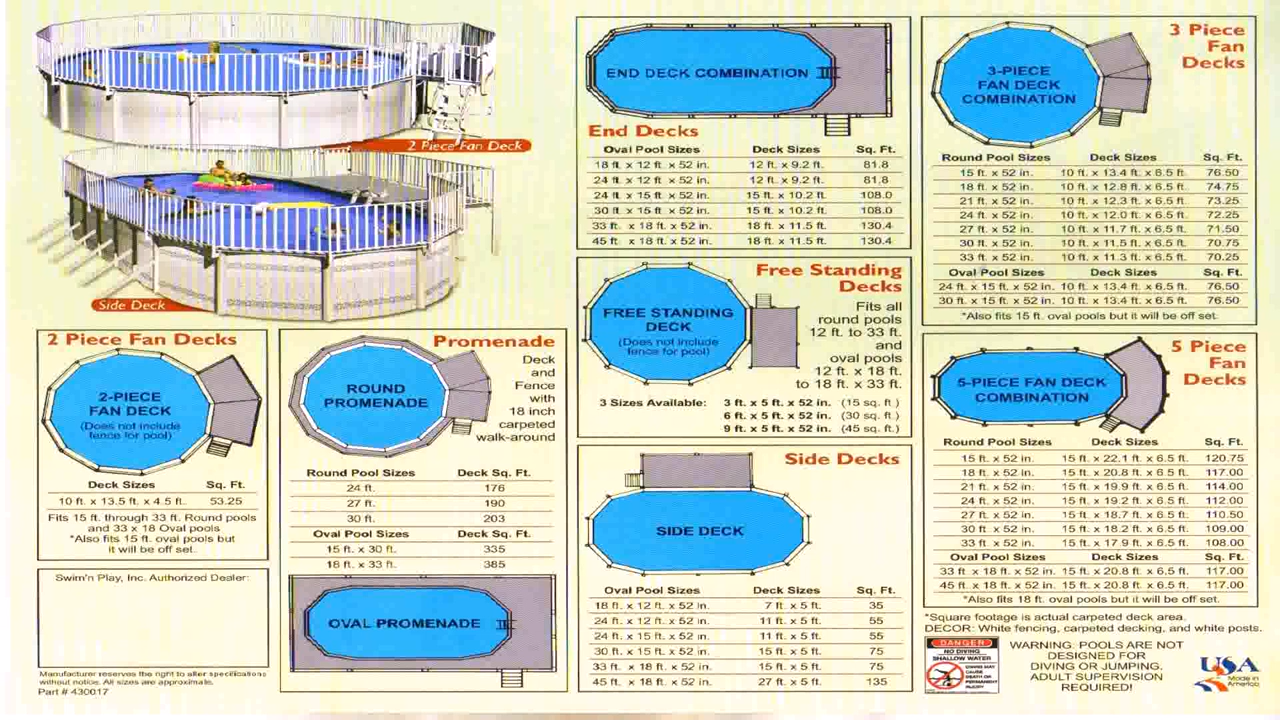 2 Piece Fan Deck
Side Deck
2 Piece Fan Decks
2-PIECE
FAN DECK
(Does not include
fence for pool)
Deck Sizes Sq. Ft.
10 ft. x 13.5 ft. x 4.5 ft. 53.25
Fits 15 ft. through 33 ft. Round pools
and 33 x 18 Oval pools
*Also fits 15 ft. oval pools but
it will be off set.
Swim'n Play, Inc. Authorized Dealer:
Manufacturer reserves the right to alter specifications
without notice. All sizes are approximate.
Part # 430017
Promenade
ROUND
PROMENADE
Deck
and
Fence
with
18 inch
carpeted
walk-around
Round Pool Sizes Deck Sq. Ft.
24 ft. 176
27 ft. 190
30 ft. 203
Oval Pool Sizes Deck Sq. Ft.
15 ft. x 30 ft. 335
18 ft. x 33 ft. 385
OVAL PROMENADE
END DECK COMBINATION
End Decks
Oval Pool Sizes Deck Sizes Sq. Ft.
18 ft. x 12 ft. x 52 in. 12 ft. x 9.2 ft. 81.8
24 ft. x 12 ft. x 52 in. 12 ft. x 9.2 ft. 81.8
24 ft. x 15 ft. x 52 in. 15 ft. x 10.2 ft. 108.0
30 ft. x 15 ft. x 52 in. 15 ft. x 10.2 ft. 108.0
33 ft. x 18 ft. x 52 in. 18 ft. x 11.5 ft. 130.4
45 ft. x 18 ft. x 52 in. 18 ft. x 11.5 ft. 130.4
Free Standing
Decks
FREE STANDING
DECK
(Does not include
fence for pool)
Fits all
round pools
12 ft. to 33 ft.
and
oval pools
12 ft. x 18 ft.
to 18 ft. x 33 ft.
3 Sizes Available: 3 ft. x 5 ft. x 52 in. (15 sq. ft.)
6 ft. x 5 ft. x 52 in. (30 sq. ft.)
9 ft. x 5 ft. x 52 in. (45 sq. ft.)
Side Decks
SIDE DECK
Oval Pool Sizes Deck Sizes Sq. Ft.
18 ft. x 12 ft. x 52 in. 7 ft. x 5 ft. 35
24 ft. x 12 ft. x 52 in. 11 ft. x 5 ft. 55
24 ft. x 15 ft. x 52 in. 11 ft. x 5 ft. 55
30 ft. x 15 ft. x 52 in. 15 ft. x 5 ft. 75
33 ft. x 18 ft. x 52 in. 15 ft. x 5 ft. 75
45 ft. x 18 ft. x 52 in. 27 ft. x 5 ft. 135
3 Piece
Fan
Decks
3-PIECE
FAN DECK
COMBINATION
Round Pool Sizes Deck Sizes Sq. Ft.
15 ft. x 52 in. 10 ft. x 13.4 ft. x 6.5 ft. 76.50
18 ft. x 52 in. 10 ft. x 12.8 ft. x 6.5 ft. 74.75
21 ft. x 52 in. 10 ft. x 12.3 ft. x 6.5 ft. 73.25
24 ft. x 52 in. 10 ft. x 12.0 ft. x 6.5 ft. 72.25
27 ft. x 52 in. 10 ft. x 11.7 ft. x 6.5 ft. 71.50
30 ft. x 52 in. 10 ft. x 11.5 ft. x 6.5 ft. 70.75
33 ft. x 52 in. 10 ft. x 11.3 ft. x 6.5 ft. 70.25
Oval Pool Sizes Deck Sizes Sq. Ft.
24 ft. x 15 ft. x 52 in. 10 ft. x 13.4 ft. x 6.5 ft. 76.50
30 ft. x 15 ft. x 52 in. 10 ft. x 13.4 ft. x 6.5 ft. 76.50
*Also fits 15 ft. oval pools but it will be off set.
5 Piece
Fan
Decks
5-PIECE FAN DECK
COMBINATION
Round Pool Sizes Deck Sizes Sq. Ft.
15 ft. x 52 in. 15 ft. x 22.1 ft. x 6.5 ft. 120.75
18 ft. x 52 in. 15 ft. x 20.8 ft. x 6.5 ft. 117.00
21 ft. x 52 in. 15 ft. x 19.9 ft. x 6.5 ft. 114.00
24 ft. x 52 in. 15 ft. x 19.2 ft. x 6.5 ft. 112.00
27 ft. x 52 in. 15 ft. x 18.7 ft. x 6.5 ft. 110.50
30 ft. x 52 in. 15 ft. x 18.2 ft. x 6.5 ft. 109.00
33 ft. x 52 in. 15 ft. x 17.9 ft. x 6.5 ft. 108.00
Oval Pool Sizes Deck Sizes Sq. Ft.
33 ft. x 18 ft. x 52 in. 15 ft. x 20.8 ft. x 6.5 ft. 117.00
45 ft. x 18 ft. x 52 in. 15 ft. x 20.8 ft. x 6.5 ft. 117.00
*Also fits 18 ft. oval pools but it will be off set.
*Square footage is actual carpeted deck area.
DECOR: White fencing, carpeted decking, and white posts.
DANGER
NO DIVING
SHALLOW WATER
DIVING MAY
CAUSE
DEATH OR
PERMANENT
INJURY
WARNING: POOLS ARE NOT
DESIGNED FOR
DIVING OR JUMPING.
ADULT SUPERVISION
REQUIRED!
USA
Made in
America